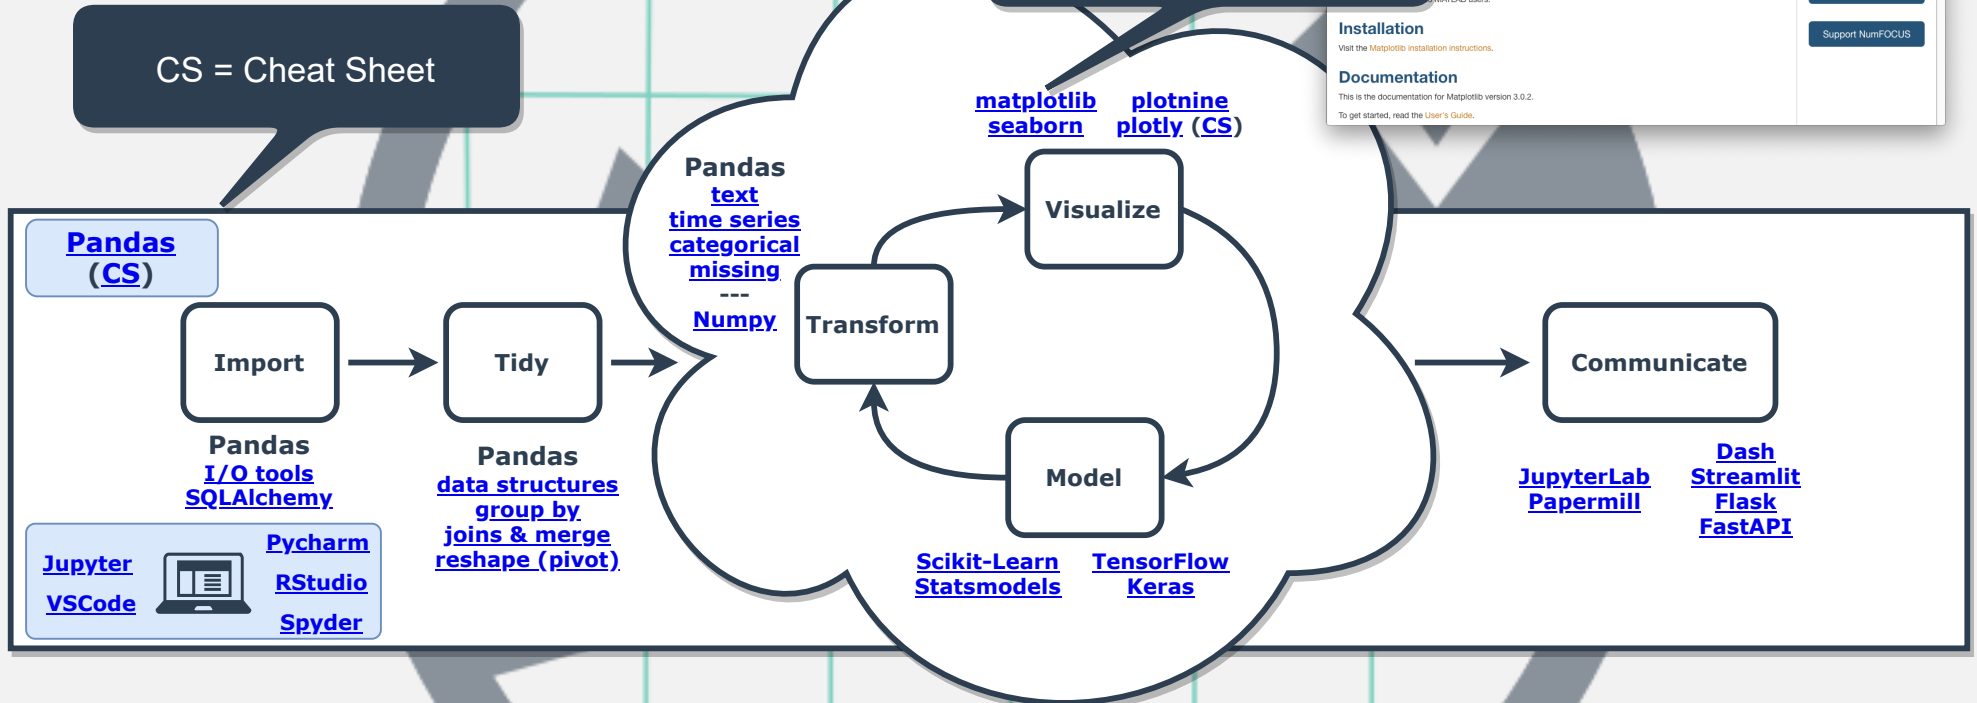 CS = Cheat Sheet
Installation
Visit the Matplotlib installation instructions.
Documentation
This is the documentation for Matplotlib version 3.0.2.
To get started, read the User's Guide.
Support NumFOCUS
matplotlib
seaborn
plotnine
plotly (CS)
Pandas
(CS)
Import
Pandas
I/O tools
SQLAlchemy
Tidy
Pandas
data structures
group by
joins & merge
reshape (pivot)
Pandas
text
time series
categorical
missing
---
Numpy
Transform
Visualize
Model
Scikit-Learn
Statsmodels
TensorFlow
Keras
Communicate
JupyterLab
Papermill
Dash
Streamlit
Flask
FastAPI
Jupyter
VSCode
Pycharm
RStudio
Spyder